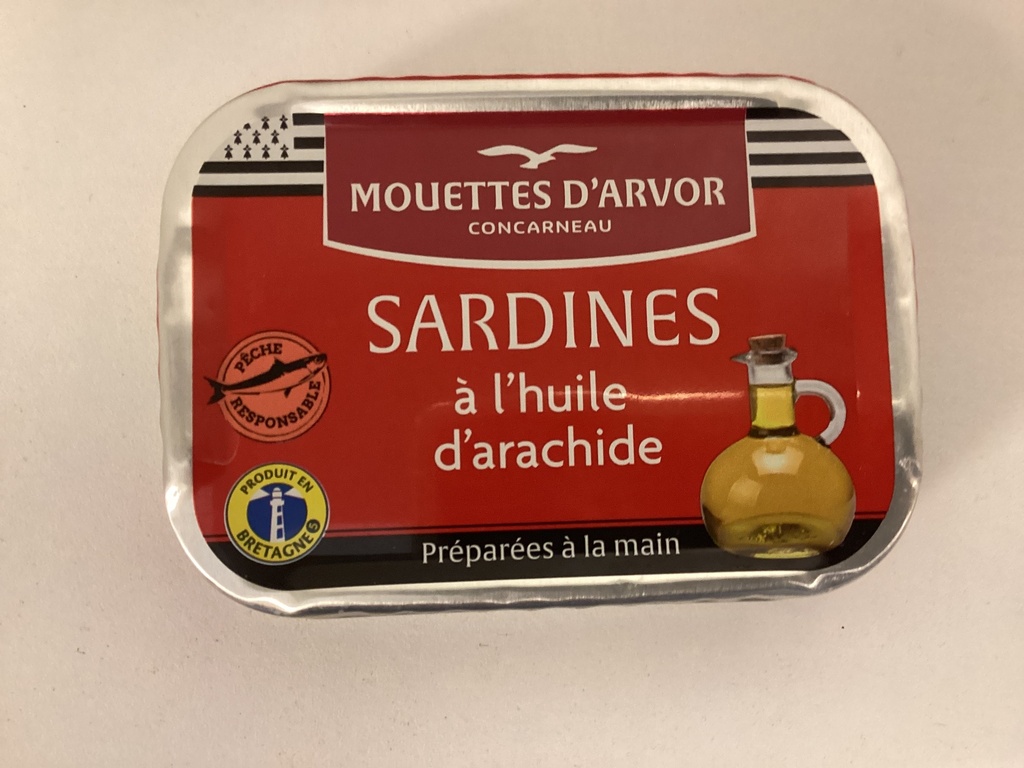 MOUETTES D'ARVOR
CONCARNEAU
SARDINES
à l'huile
d'arachide
PÊCHE
RESPONSABLE
PRODUIT EN
BRETAGNE
Préparées à la main